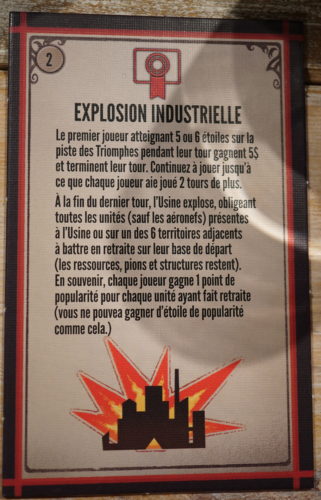 2
EXPLOSION INDUSTRIELLE
Le premier joueur atteignant 5 ou 6 étoiles sur la
piste des Triomphes pendant leur tour gagnent 5$
et terminent leur tour. Continuez à jouer jusqu'à
ce que chaque joueur aie joué 2 tours de plus.
À la fin du dernier tour, l'Usine explose, obligeant
toutes les unités (sauf les aéronefs) présentes
à l'Usine ou sur un des 6 territoires adjacents
à battre en retraite sur leur base de départ
(les ressources, pions et structures restent).
En souvenir, chaque joueur gagne 1 point de
popularité pour chaque unité ayant fait retraite
(vous ne pouvea gagner d'étoile de popularité
comme cela.)